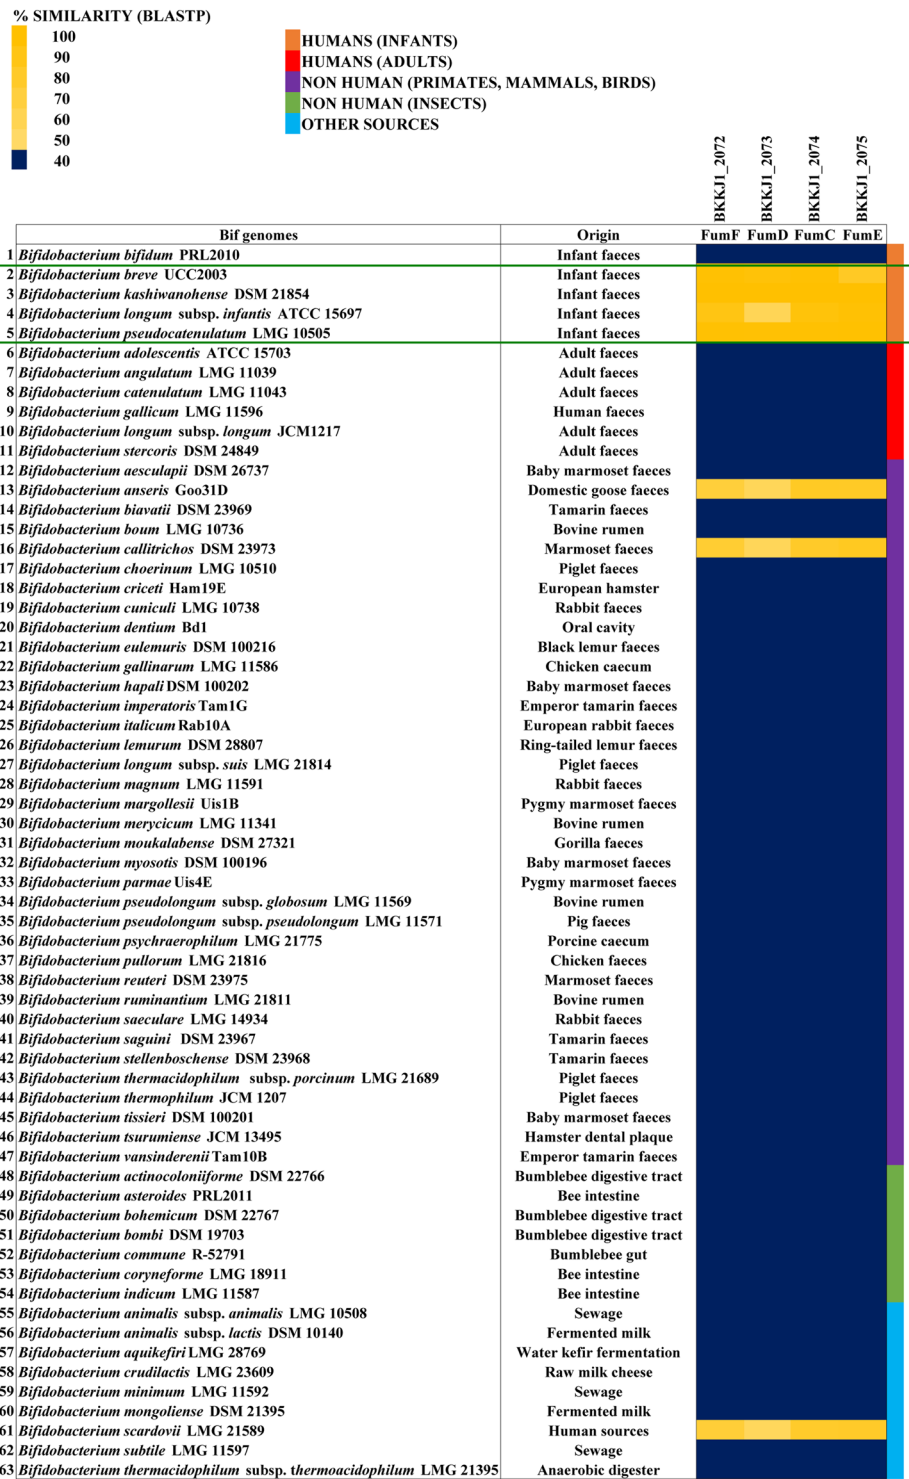 % SIMILARITY (BLASTP)
100
90
80
70
60
50
40
HUMANS (INFANTS)
HUMANS (ADULTS)
NON HUMAN (PRIMATES, MAMMALS, BIRDS)
NON HUMAN (INSECTS)
OTHER SOURCES
BKKJ1_2072
BKKJ1_2073
BKKJ1_2074
BKKJ1_2075
Bif genomes Origin FumF FumD FumC FumE
1 Bifidobacterium bifidum PRL2010 Infant faeces
2 Bifidobacterium breve UCC2003 Infant faeces
3 Bifidobacterium kashiwanohense DSM 21854 Infant faeces
4 Bifidobacterium longum subsp. infantis ATCC 15697 Infant faeces
5 Bifidobacterium pseudocatenulatum LMG 10505 Infant faeces
6 Bifidobacterium adolescentis ATCC 15703 Adult faeces
7 Bifidobacterium angulatum LMG 11039 Adult faeces
8 Bifidobacterium catenulatum LMG 11043 Adult faeces
9 Bifidobacterium gallicum LMG 11596 Human faeces
10 Bifidobacterium longum subsp. longum JCM1217 Adult faeces
11 Bifidobacterium stercoris DSM 24849 Adult faeces
12 Bifidobacterium aesculapii DSM 26737 Baby marmoset faeces
13 Bifidobacterium anseris Goo31D Domestic goose faeces
14 Bifidobacterium biavatii DSM 23969 Tamarin faeces
15 Bifidobacterium boum LMG 10736 Bovine rumen
16 Bifidobacterium callitrichos DSM 23973 Marmoset faeces
17 Bifidobacterium choerinum LMG 10510 Piglet faeces
18 Bifidobacterium criceti Ham19E European hamster
19 Bifidobacterium cuniculi LMG 10738 Rabbit faeces
20 Bifidobacterium dentium Bd1 Oral cavity
21 Bifidobacterium eulemuris DSM 100216 Black lemur faeces
22 Bifidobacterium gallinarum LMG 11586 Chicken caecum
23 Bifidobacterium hapali DSM 100202 Baby marmoset faeces
24 Bifidobacterium imperatoris Tam1G Emperor tamarin faeces
25 Bifidobacterium italicum Rab10A European rabbit faeces
26 Bifidobacterium lemurum DSM 28807 Ring-tailed lemur faeces
27 Bifidobacterium longum subsp. suis LMG 21814 Piglet faeces
28 Bifidobacterium magnum LMG 11591 Rabbit faeces
29 Bifidobacterium margollesii Uis1B Pygmy marmoset faeces
30 Bifidobacterium merycicum LMG 11341 Bovine rumen
31 Bifidobacterium moukalabense DSM 27321 Gorilla faeces
32 Bifidobacterium myosotis DSM 100196 Baby marmoset faeces
33 Bifidobacterium parmae Uis4E Pygmy marmoset faeces
34 Bifidobacterium pseudolongum subsp. globosum LMG 11569 Bovine rumen
35 Bifidobacterium pseudolongum subsp. pseudolongum LMG 11571 Pig faeces
36 Bifidobacterium psychraerophilum LMG 21775 Porcine caecum
37 Bifidobacterium pullorum LMG 21816 Chicken faeces
38 Bifidobacterium reuteri DSM 23975 Marmoset faeces
39 Bifidobacterium ruminantium LMG 21811 Bovine rumen
40 Bifidobacterium saeculare LMG 14934 Rabbit faeces
41 Bifidobacterium saguini DSM 23967 Tamarin faeces
42 Bifidobacterium stellenboschense DSM 23968 Tamarin faeces
43 Bifidobacterium thermacidophilum subsp. porcinum LMG 21689 Piglet faeces
44 Bifidobacterium thermophilum JCM 1207 Piglet faeces
45 Bifidobacterium tissieri DSM 100201 Baby marmoset faeces
46 Bifidobacterium tsurumiense JCM 13495 Hamster dental plaque
47 Bifidobacterium vansinderenii Tam10B Emperor tamarin faeces
48 Bifidobacterium actinocoloniiforme DSM 22766 Bumblebee digestive tract
49 Bifidobacterium asteroides PRL2011 Bee intestine
50 Bifidobacterium bohemicum DSM 22767 Bumblebee digestive tract
51 Bifidobacterium bombi DSM 19703 Bumblebee digestive tract
52 Bifidobacterium commune R-52791 Bumblebee gut
53 Bifidobacterium coryneforme LMG 18911 Bee intestine
54 Bifidobacterium indicum LMG 11587 Bee intestine
55 Bifidobacterium animalis subsp. animalis LMG 10508 Sewage
56 Bifidobacterium animalis subsp. lactis DSM 10140 Fermented milk
57 Bifidobacterium aquikefiri LMG 28769 Water kefir fermentation
58 Bifidobacterium crudilactis LMG 23609 Raw milk cheese
59 Bifidobacterium minimum LMG 11592 Sewage
60 Bifidobacterium mongoliense DSM 21395 Fermented milk
61 Bifidobacterium scardovii LMG 21589 Human sources
62 Bifidobacterium subtile LMG 11597 Sewage
63 Bifidobacterium thermacidophilum subsp. thermoacidophilum LMG 21395 Anaerobic digester